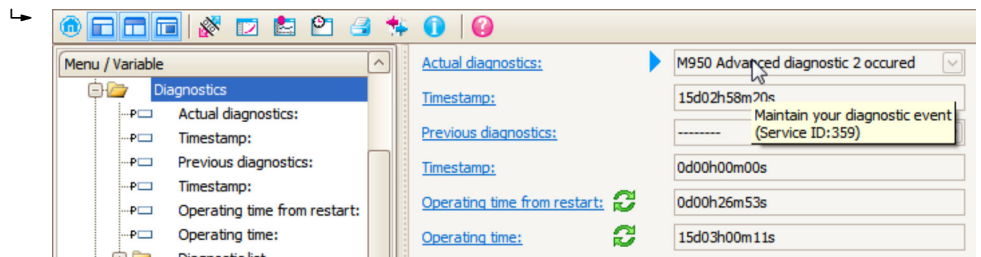 Menu / Variable
Diagnostics
Actual diagnostics:
Timestamp:
Previous diagnostics:
Timestamp:
Operating time from restart:
Operating time:
Diagnostic list
Actual diagnostics:
M950 Advanced diagnostic 2 occured
Timestamp:
15d02h58m20s
Maintain your diagnostic event
(Service ID:359)
Previous diagnostics:
--------
Timestamp:
0d00h00m00s
Operating time from restart:
0d00h26m53s
Operating time:
15d03h00m11s